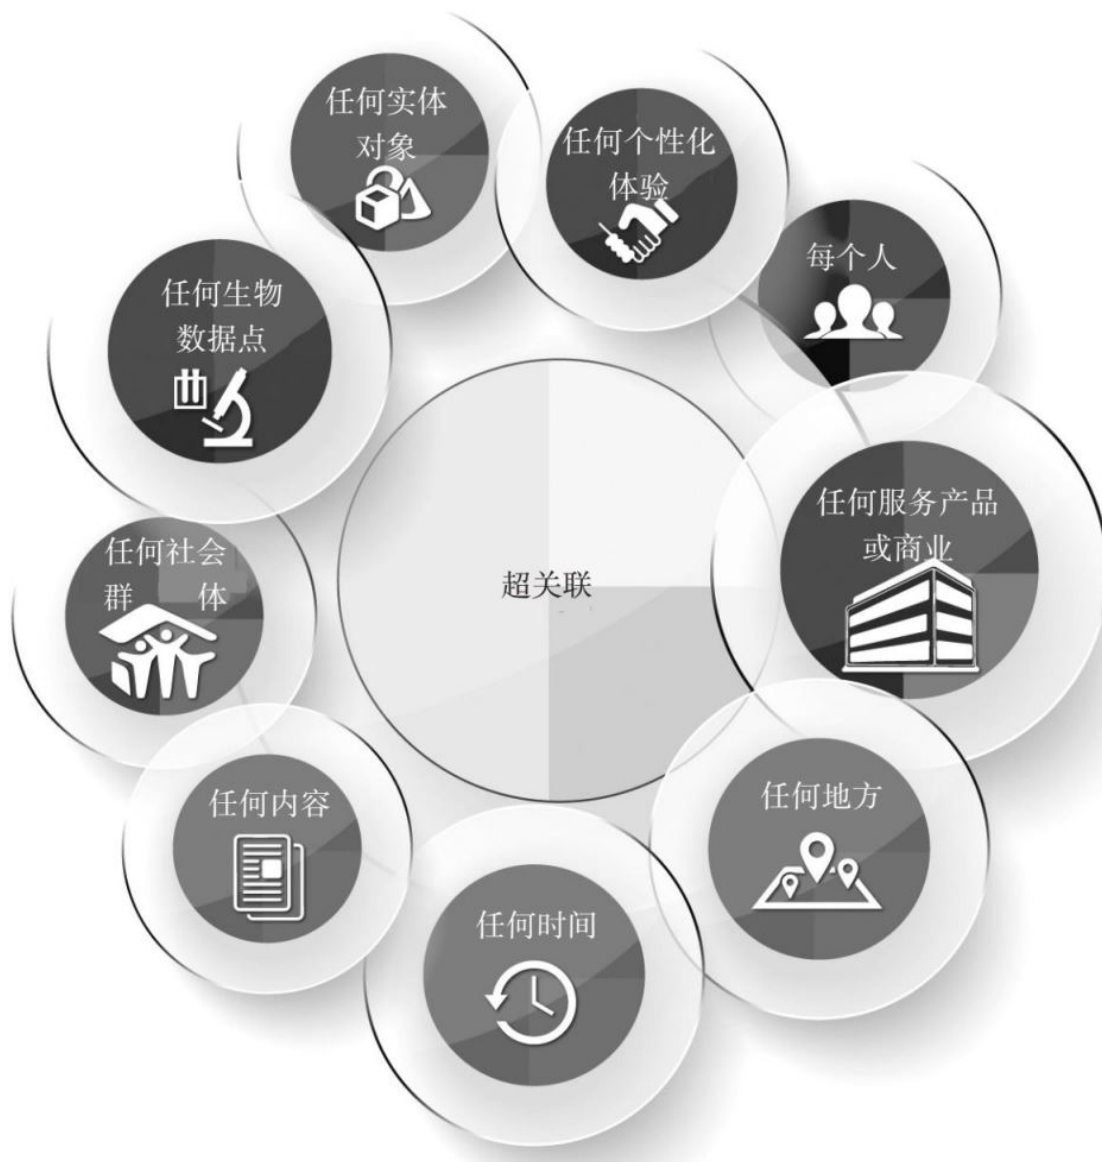 任何实体
对象
任何个性化
体验
每个人
任何生物
数据点
任何服务产品
或商业
任何社会
群 体
超关联
任何内容
任何地方
任何时间